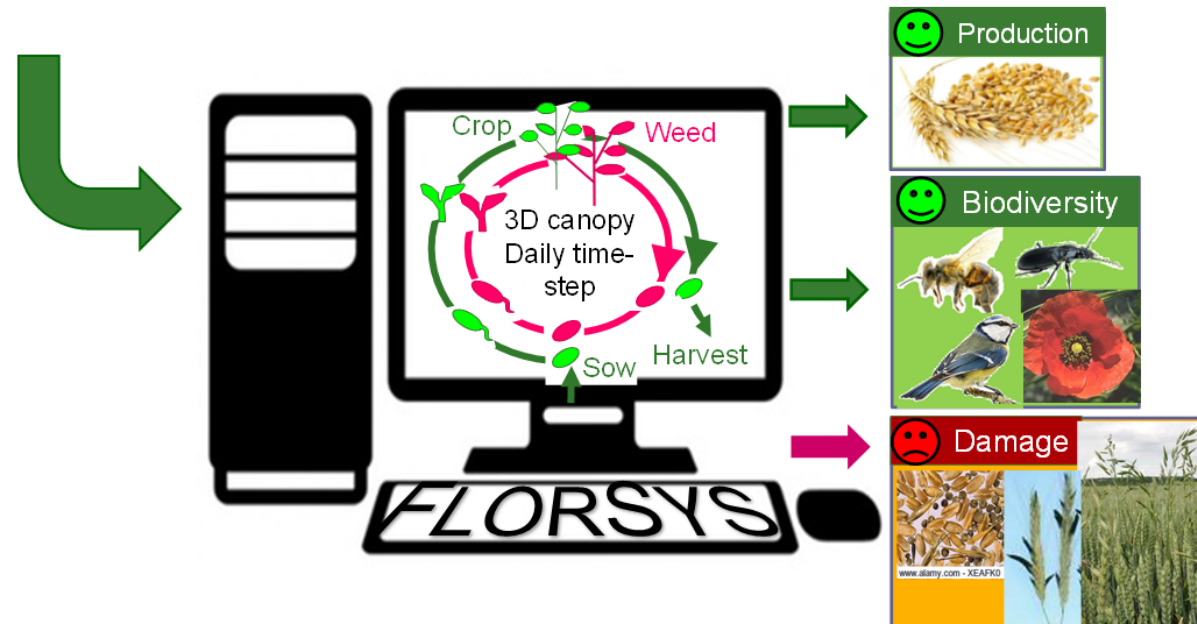 Production
Crop
Weed
3D canopy
Daily time-
step
Biodiversity
Harvest
Sow
Damage
FLORSYS
www.alamy.com - XEAFK0